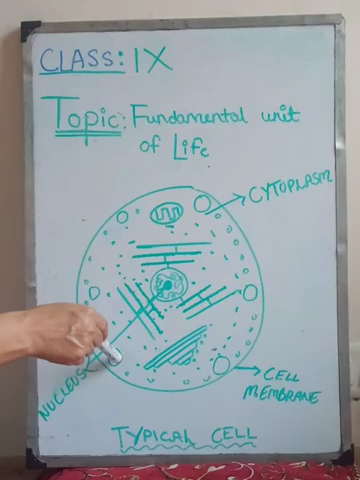 CLASS: IX
Topic: Fundamental unit
of Life
CYTOPLASM
NUCLEUS
CELL
MEMBRANE
TYPICAL CELL